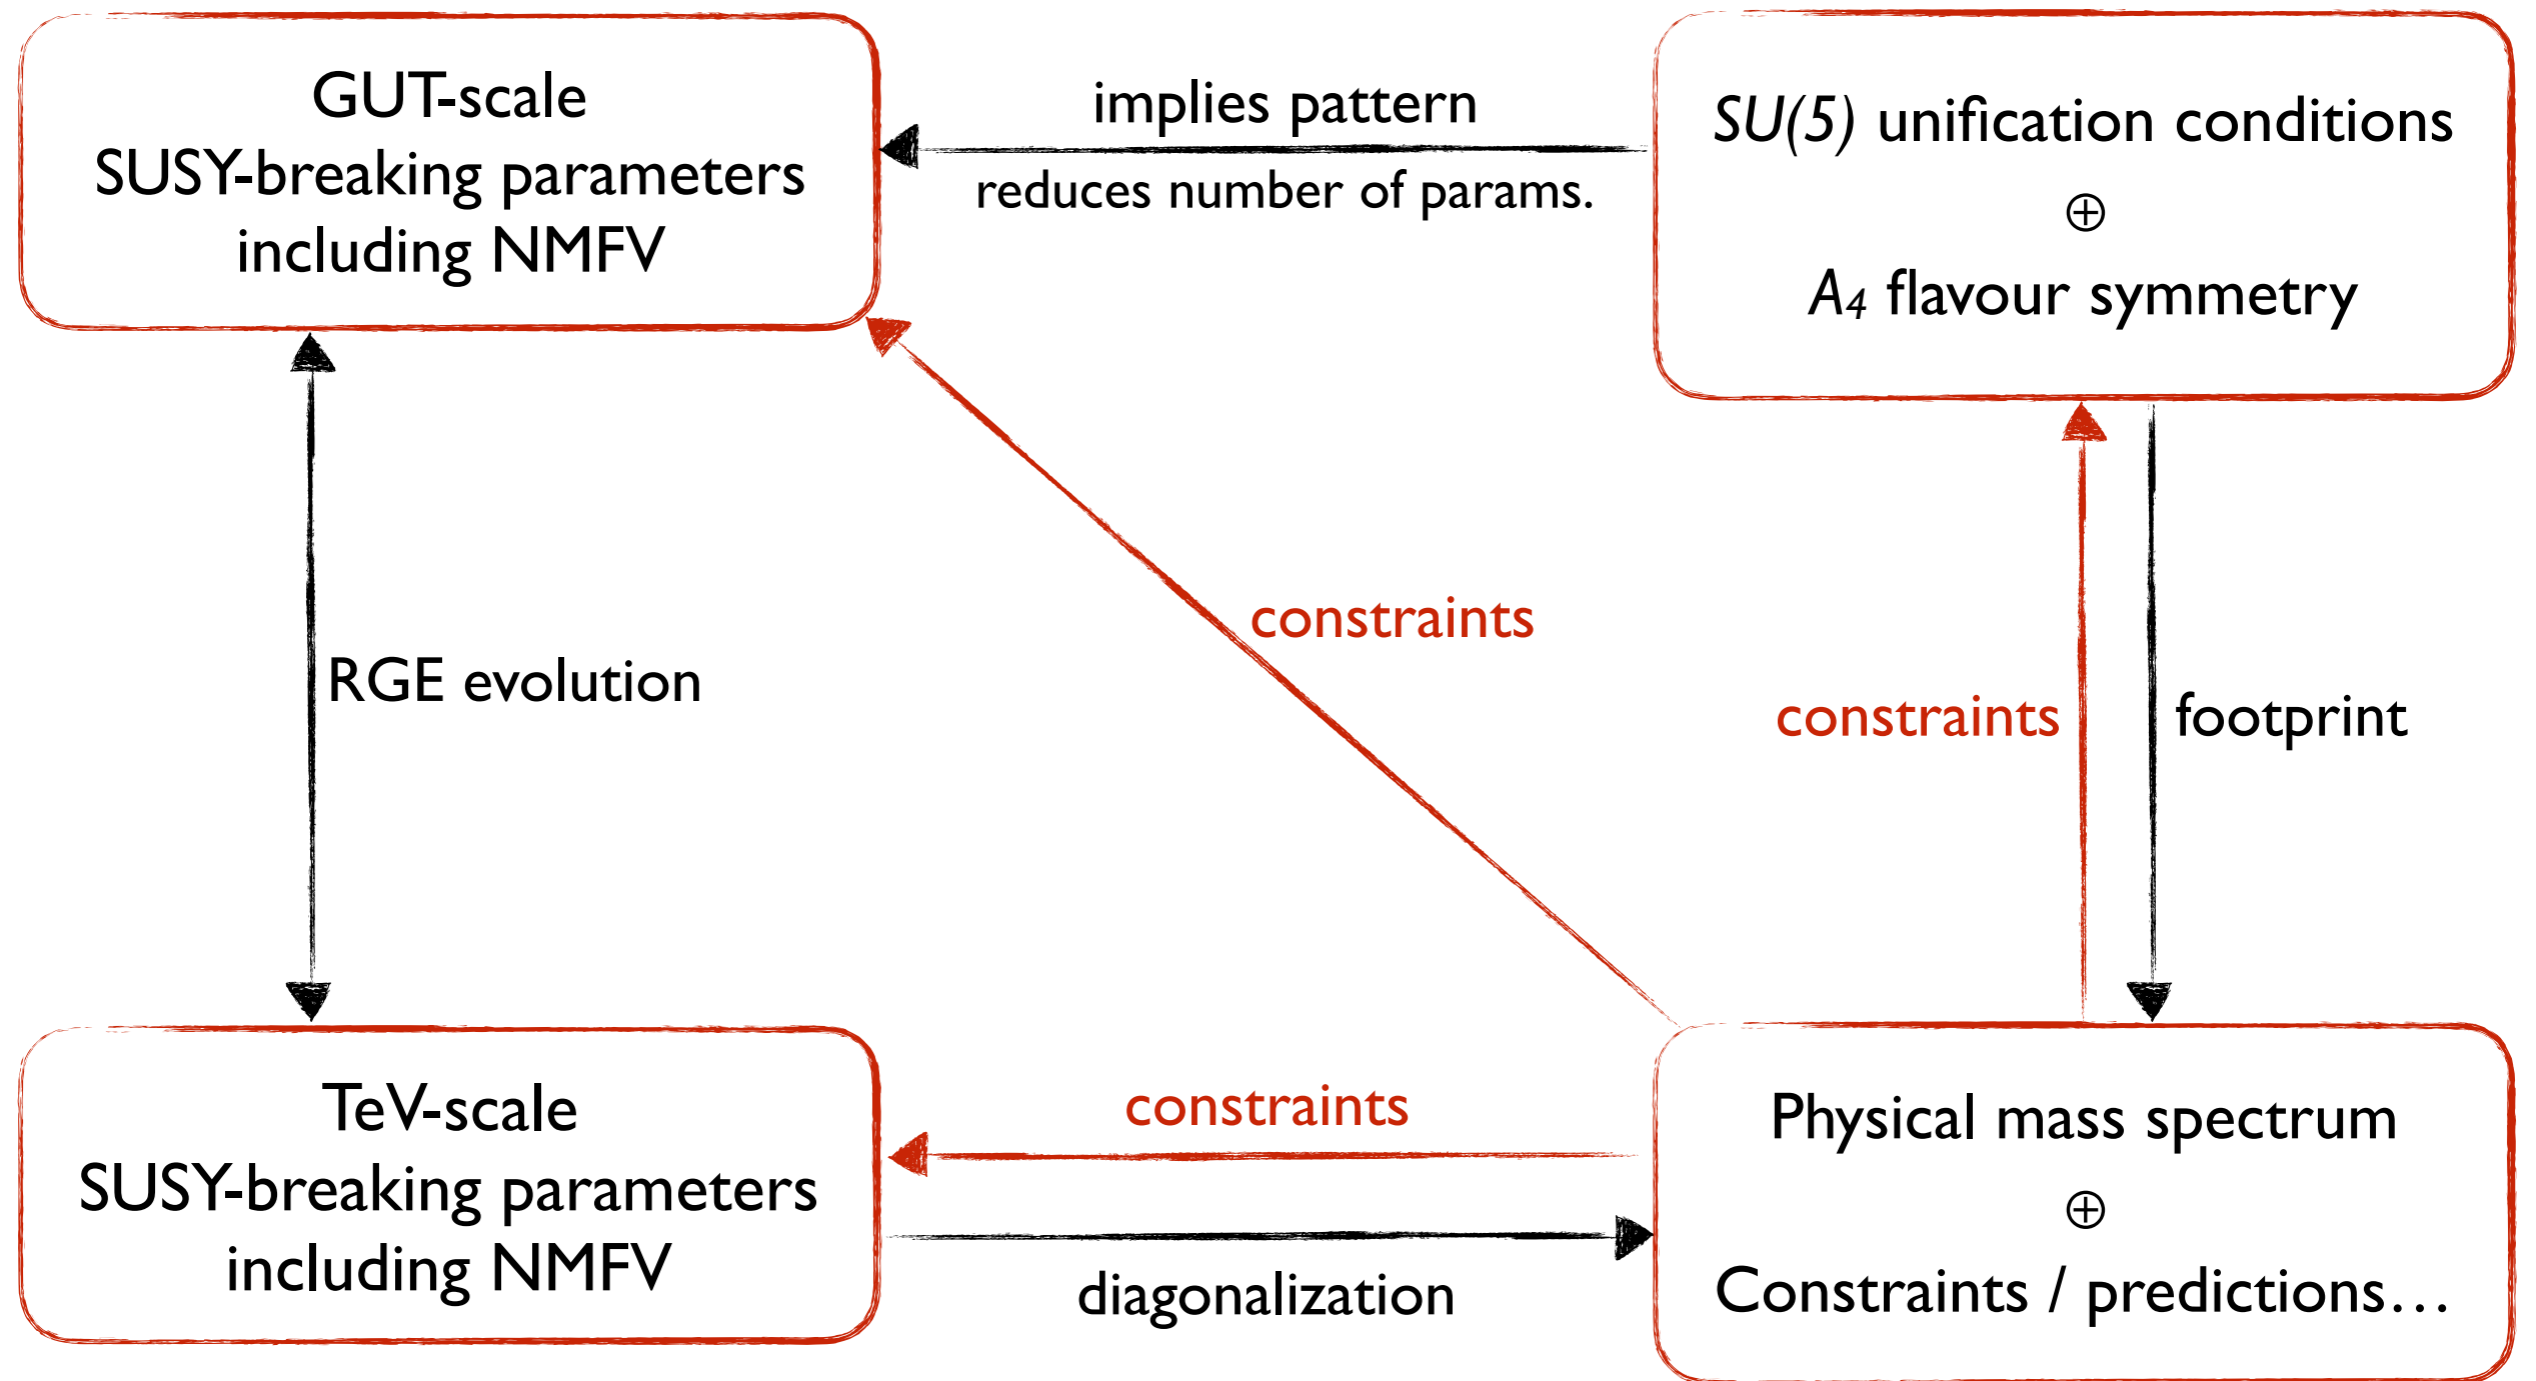 GUT-scale
SUSY-breaking parameters
including NMFV
implies pattern
reduces number of params.
SU(5) unification conditions
⊕
A₄ flavour symmetry
RGE evolution
constraints
constraints
footprint
TeV-scale
SUSY-breaking parameters
including NMFV
constraints
diagonalization
Physical mass spectrum
⊕
Constraints / predictions…